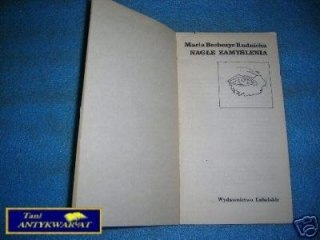 Maria Bechczyc-Rudnicka
NAGŁE ZAMYŚLENIA
Wydawnictwo Lubelskie
Tani
ANTYKWARIAT